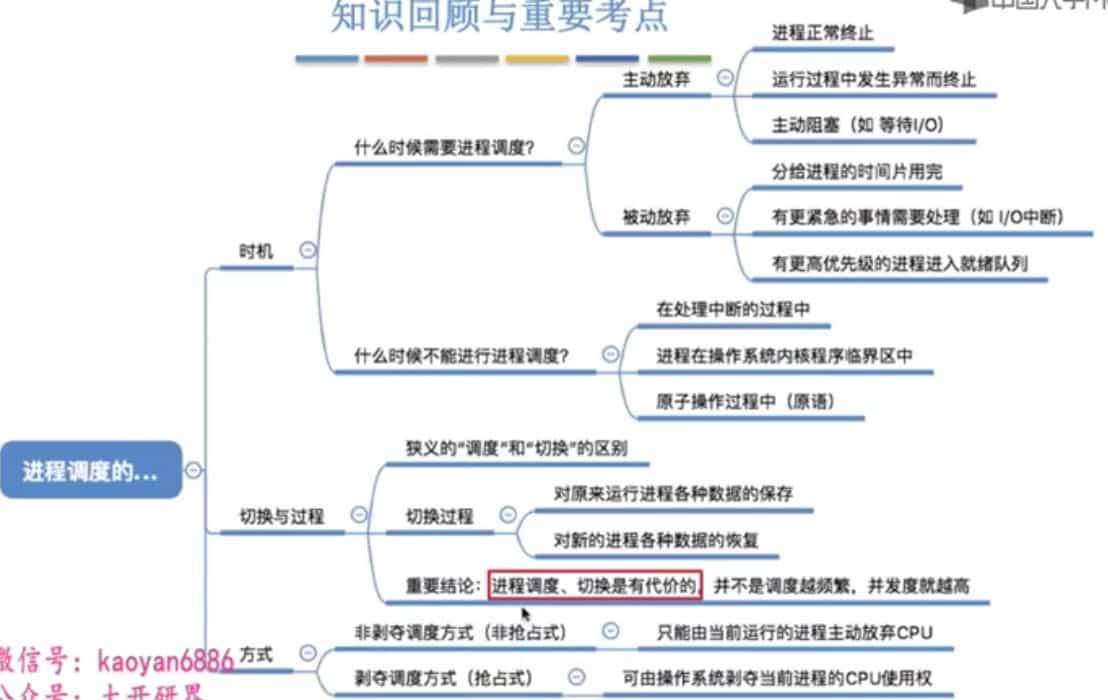 知识回顾与重要考点
进程正常终止
主动放弃
运行过程中发生异常而终止
主动阻塞（如 等待I/O）
什么时候需要进程调度？
分给进程的时间片用完
被动放弃
有更紧急的事情需要处理（如 I/O中断）
有更高优先级的进程进入就绪队列
时机
在处理中断的过程中
什么时候不能进行进程调度？
进程在操作系统内核程序临界区中
原子操作过程中（原语）
进程调度的...
狭义的“调度”和“切换”的区别
对原来运行进程各种数据的保存
切换与过程
切换过程
对新的进程各种数据的恢复
重要结论：进程调度、切换是有代价的，并不是调度越频繁，并发度就越高
非剥夺调度方式（非抢占式）
只能由当前运行的进程主动放弃CPU
方式
剥夺调度方式（抢占式）
可由操作系统剥夺当前进程的CPU使用权
微信号：kaoyan6886